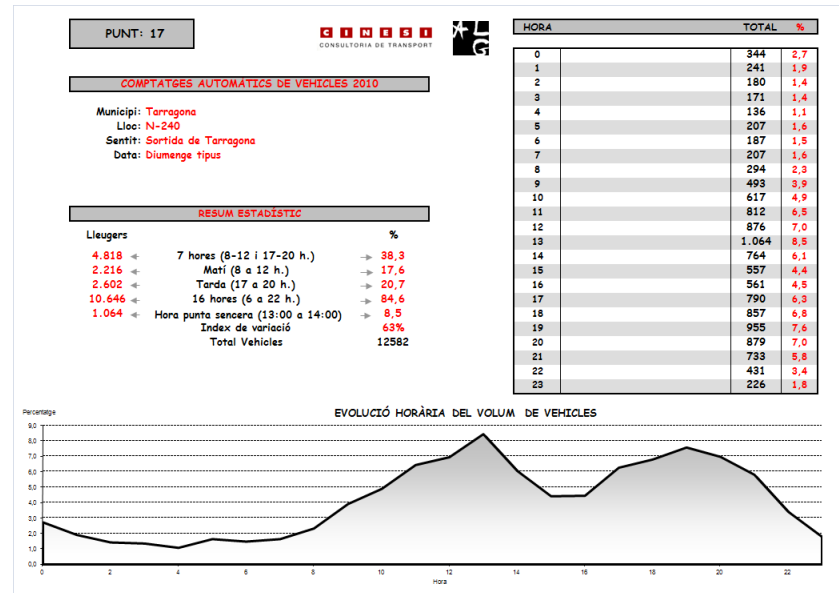 PUNT: 17
CINESI
CONSULTORIA DE TRANSPORT
ALG
COMPTATGES AUTOMÀTICS DE VEHICLES 2010
Municipi: Tarragona
Lloc: N-240
Sentit: Sortida de Tarragona
Data: Diumenge tipus
RESUM ESTADÍSTIC
Lleugers %
4.818 7 hores (8-12 i 17-20 h.) 38,3
2.216 Matí (8 a 12 h.) 17,6
2.602 Tarda (17 a 20 h.) 20,7
10.646 16 hores (6 a 22 h.) 84,6
1.064 Hora punta sencera (13:00 a 14:00) 8,5
Index de variació 63%
Total Vehicles 12582
HORA TOTAL %
0 344 2,7
1 241 1,9
2 180 1,4
3 171 1,4
4 136 1,1
5 207 1,6
6 187 1,5
7 207 1,6
8 294 2,3
9 493 3,9
10 617 4,9
11 812 6,5
12 876 7,0
13 1.064 8,5
14 764 6,1
15 557 4,4
16 561 4,5
17 790 6,3
18 857 6,8
19 955 7,6
20 879 7,0
21 733 5,8
22 431 3,4
23 226 1,8
EVOLUCIÓ HORÀRIA DEL VOLUM DE VEHICLES
Percentatge
9,0
8,0
7,0
6,0
5,0
4,0
3,0
2,0
1,0
0,0
0 2 4 6 8 10 12 14 16 18 20 22
Hora